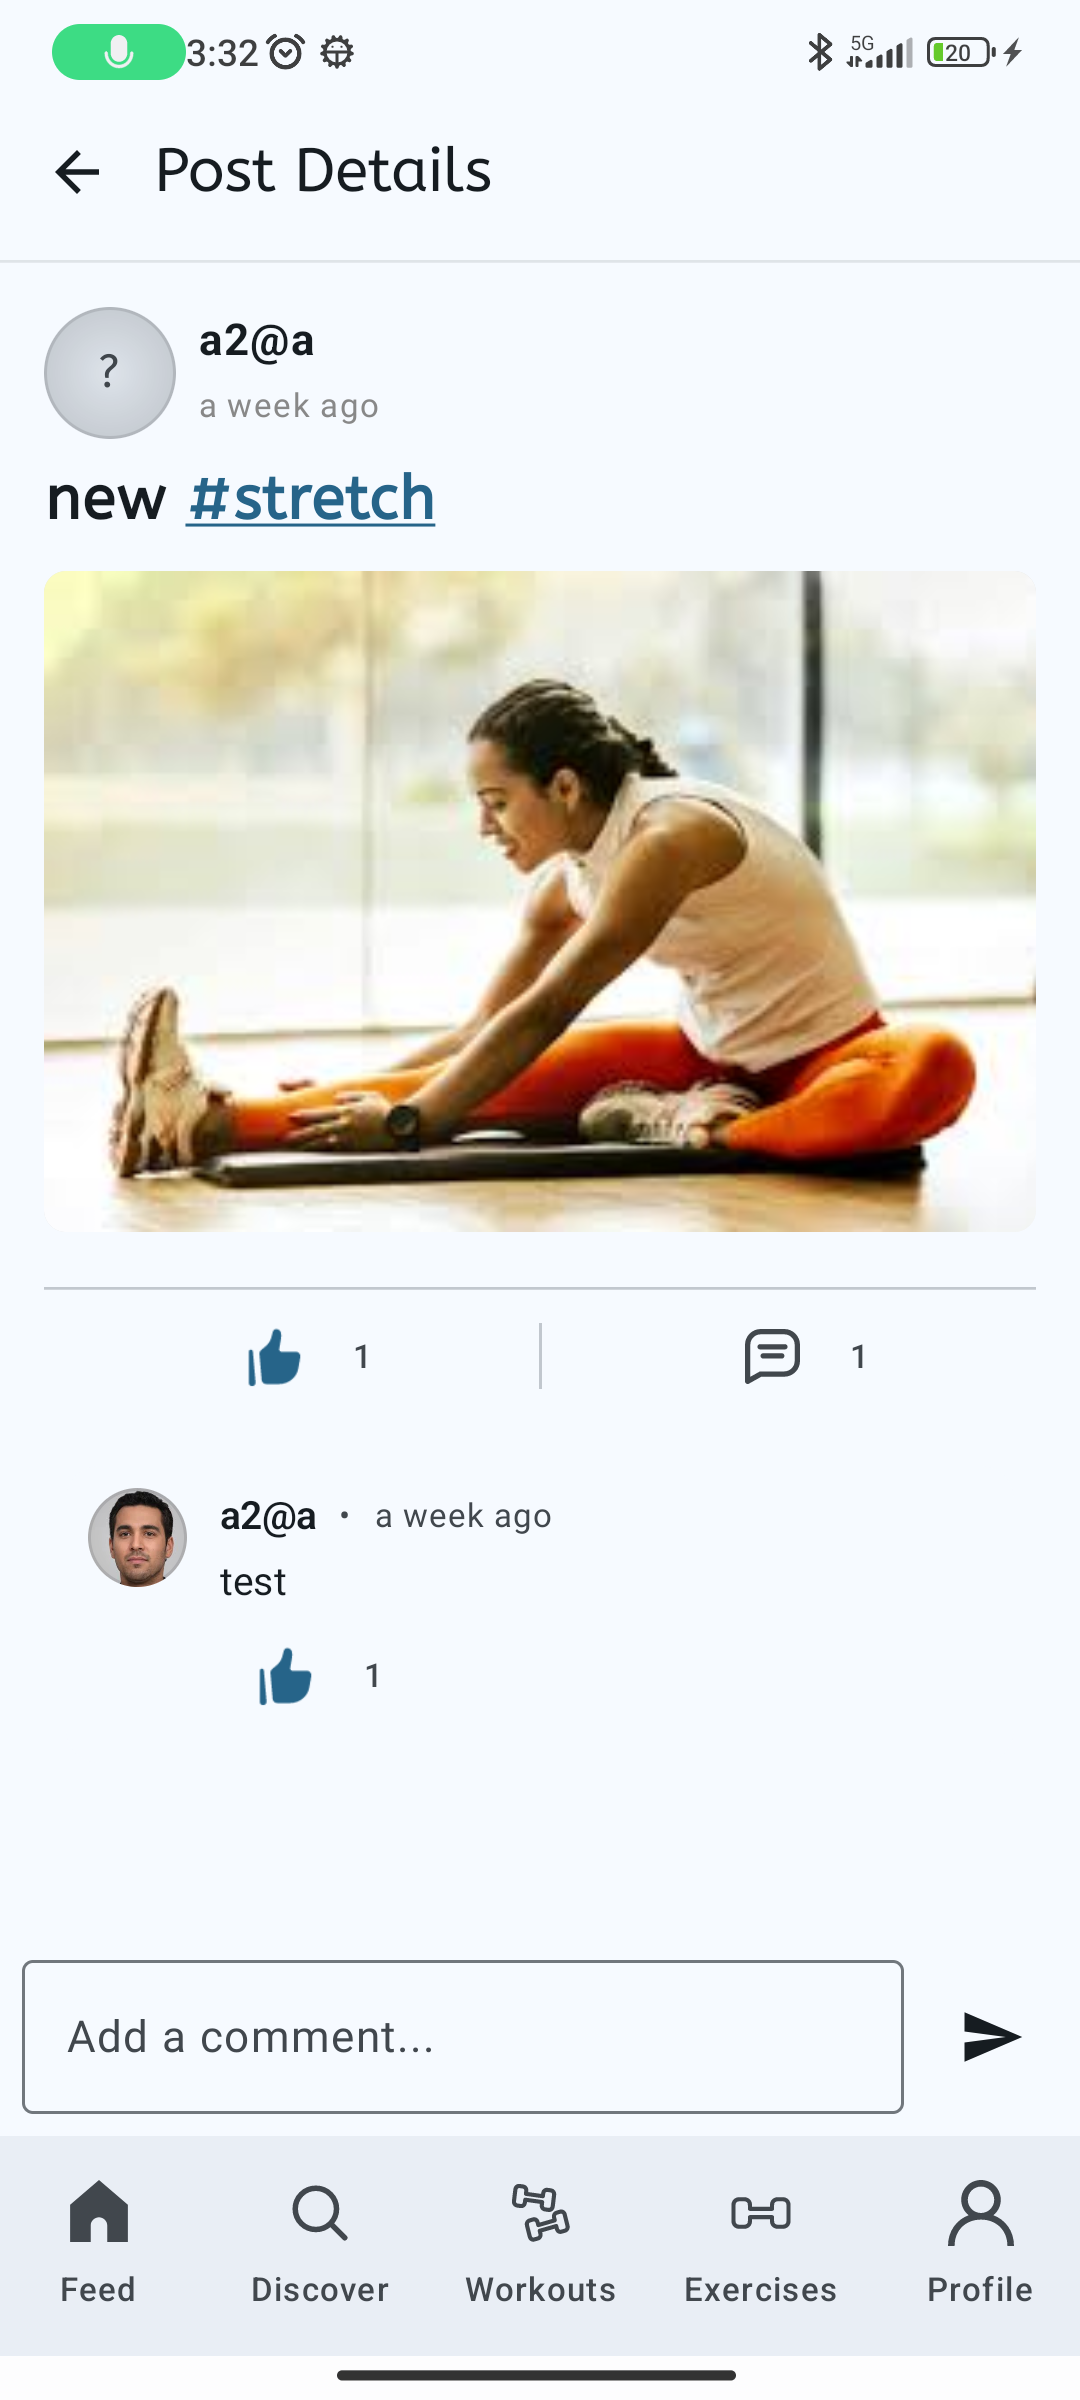 3:32 5G 20
Post Details
?
a2@a
a week ago
new #stretch
1 1
a2@a • a week ago
test
1
Add a comment...
Feed Discover Workouts Exercises Profile